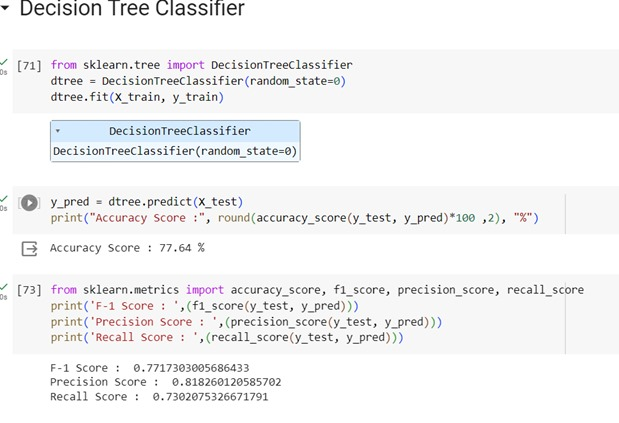 Decision Tree Classifier
[71] from sklearn.tree import DecisionTreeClassifier
0s
dtree = DecisionTreeClassifier(random_state=0)
dtree.fit(X_train, y_train)
DecisionTreeClassifier
DecisionTreeClassifier(random_state=0)
y_pred = dtree.predict(X_test)
0s
print("Accuracy Score :", round(accuracy_score(y_test, y_pred)*100 ,2), "%")
Accuracy Score : 77.64 %
[73] from sklearn.metrics import accuracy_score, f1_score, precision_score, recall_score
0s
print('F-1 Score : ',(f1_score(y_test, y_pred)))
print('Precision Score : ',(precision_score(y_test, y_pred)))
print('Recall Score : ',(recall_score(y_test, y_pred)))
F-1 Score :  0.7717303005686433
Precision Score :  0.818260120585702
Recall Score :  0.7302075326671791